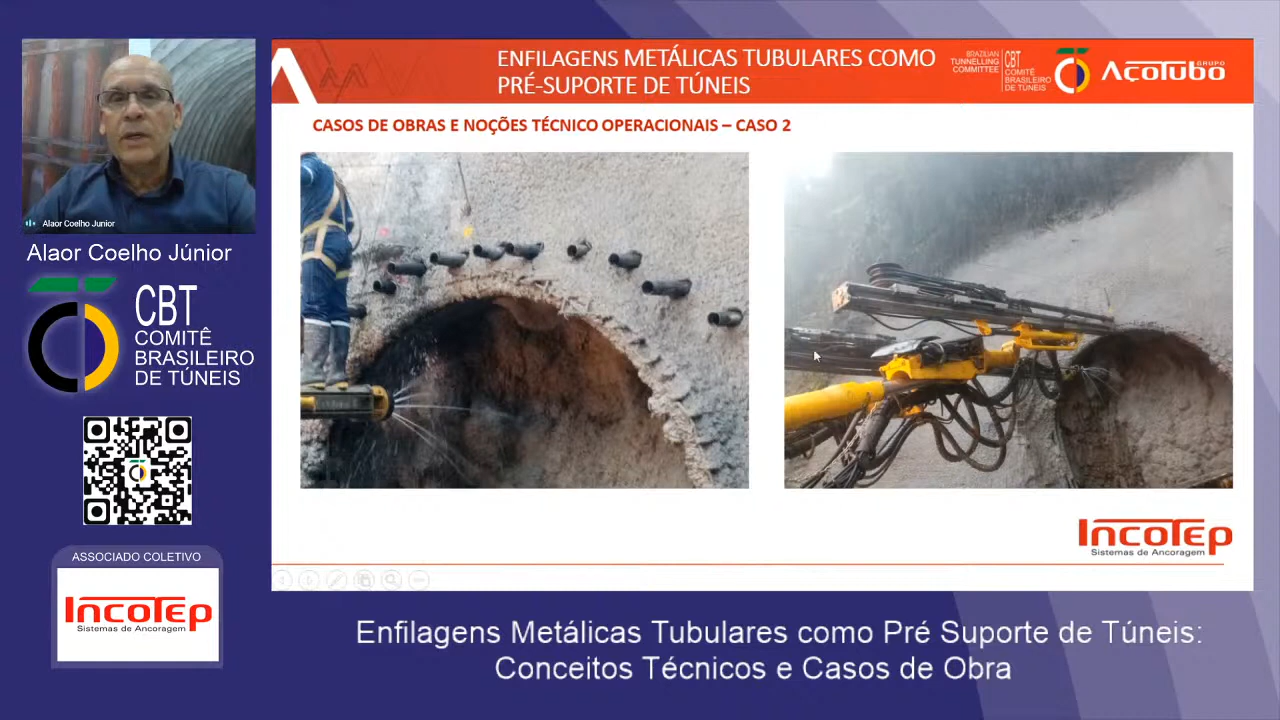 Alaor Coelho Junior
Alaor Coelho Júnior
CBT
COMITÊ
BRASILEIRO
DE TÚNEIS
ASSOCIADO COLETIVO
INCOTEP
Sistemas de Ancoragem
ENFILAGENS METÁLICAS TUBULARES COMO
PRÉ-SUPORTE DE TÚNEIS
BRAZILIAN
TUNNELLING
COMMITTEE
CBT
COMITÊ
BRASILEIRO
DE TÚNEIS
GRUPO
AÇOTUBO
CASOS DE OBRAS E NOÇÕES TÉCNICO OPERACIONAIS – CASO 2
INCOTEP
Sistemas de Ancoragem
Enfilagens Metálicas Tubulares como Pré Suporte de Túneis:
Conceitos Técnicos e Casos de Obra